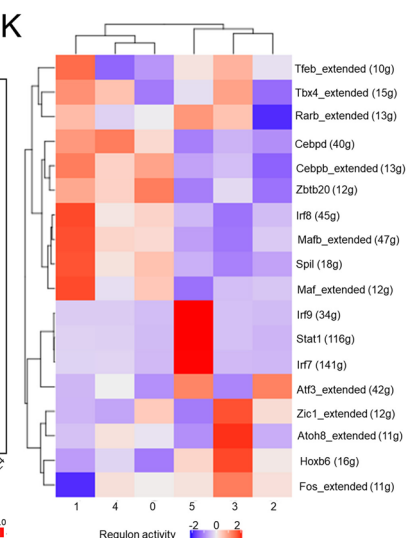 K
Tfeb_extended (10g)
Tbx4_extended (15g)
Rarb_extended (13g)
Cebpd (40g)
Cebpb_extended (13g)
Zbtb20 (12g)
Irf8 (45g)
Mafb_extended (47g)
Spil (18g)
Maf_extended (12g)
Irf9 (34g)
Stat1 (116g)
Irf7 (141g)
Atf3_extended (42g)
Zic1_extended (12g)
Atoh8_extended (11g)
Hoxb6 (16g)
Fos_extended (11g)
1 4 0 5 3 2
Regulon activity -2 0 2